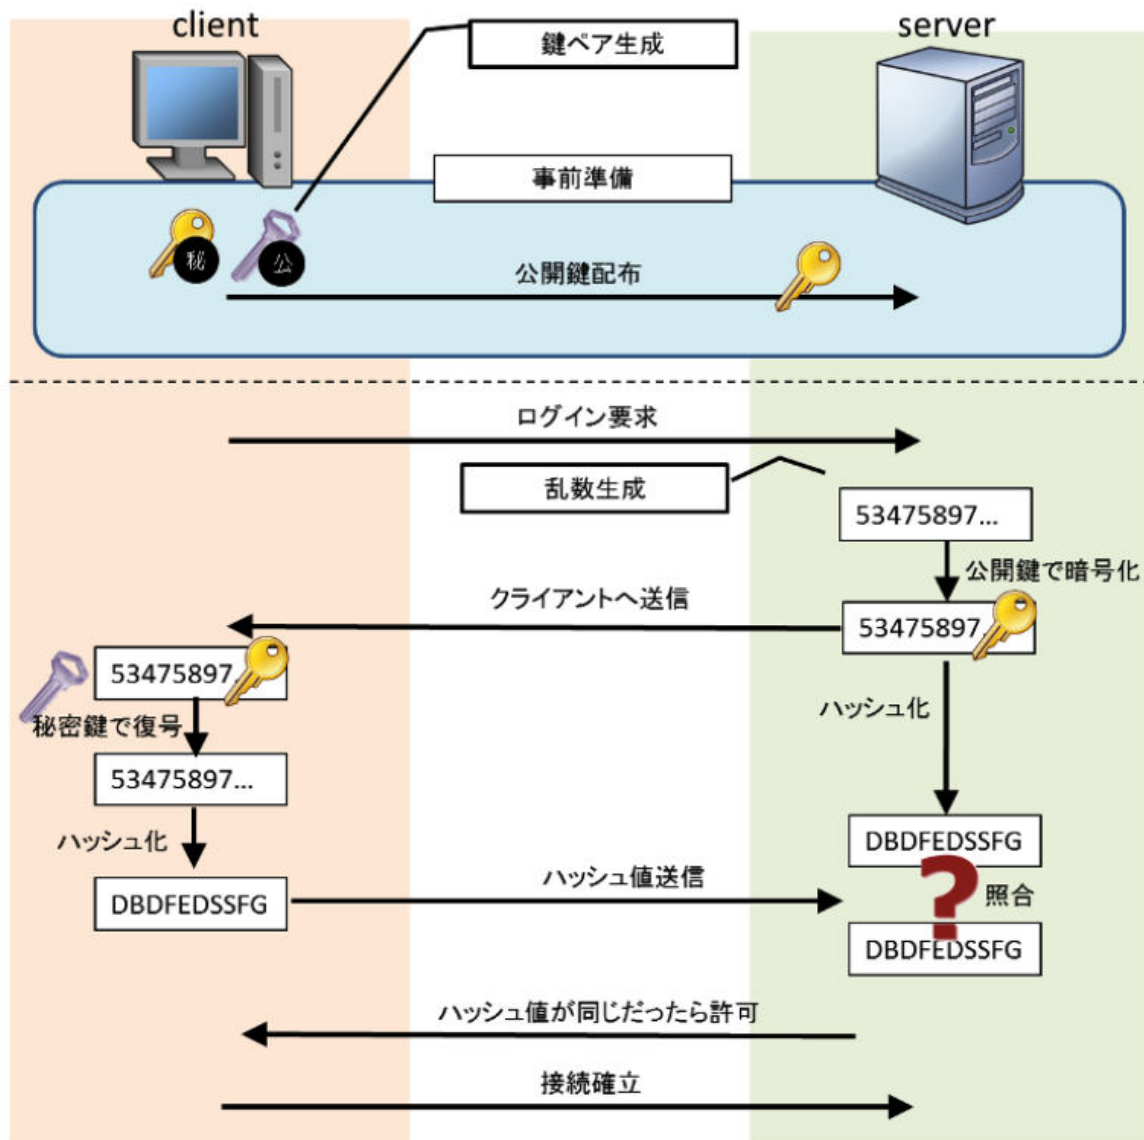 client
server
鍵ペア生成
事前準備
秘
公
公開鍵配布
ログイン要求
乱数生成
53475897...
公開鍵で暗号化
クライアントへ送信
53475897.
53475897.
秘密鍵で復号
ハッシュ化
53475897...
ハッシュ化
DBDFEDSSFG
ハッシュ値送信
DBDFEDSSFG
照合
DBDFEDSSFG
ハッシュ値が同じだったら許可
接続確立